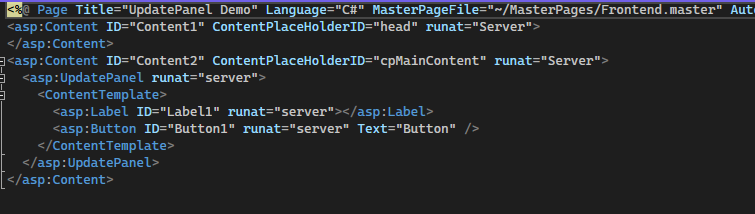 <%@ Page Title="UpdatePanel Demo" Language="C#" MasterPageFile="~/MasterPages/Frontend.master"
<asp:Content ID="Content1" ContentPlaceHolderID="head" runat="Server">
</asp:Content>
<asp:Content ID="Content2" ContentPlaceHolderID="cpMainContent" runat="Server">
<asp:UpdatePanel runat="server">
<ContentTemplate>
<asp:Label ID="Label1" runat="server"></asp:Label>
<asp:Button ID="Button1" runat="server" Text="Button" />
</ContentTemplate>
</asp:UpdatePanel>
</asp:Content>